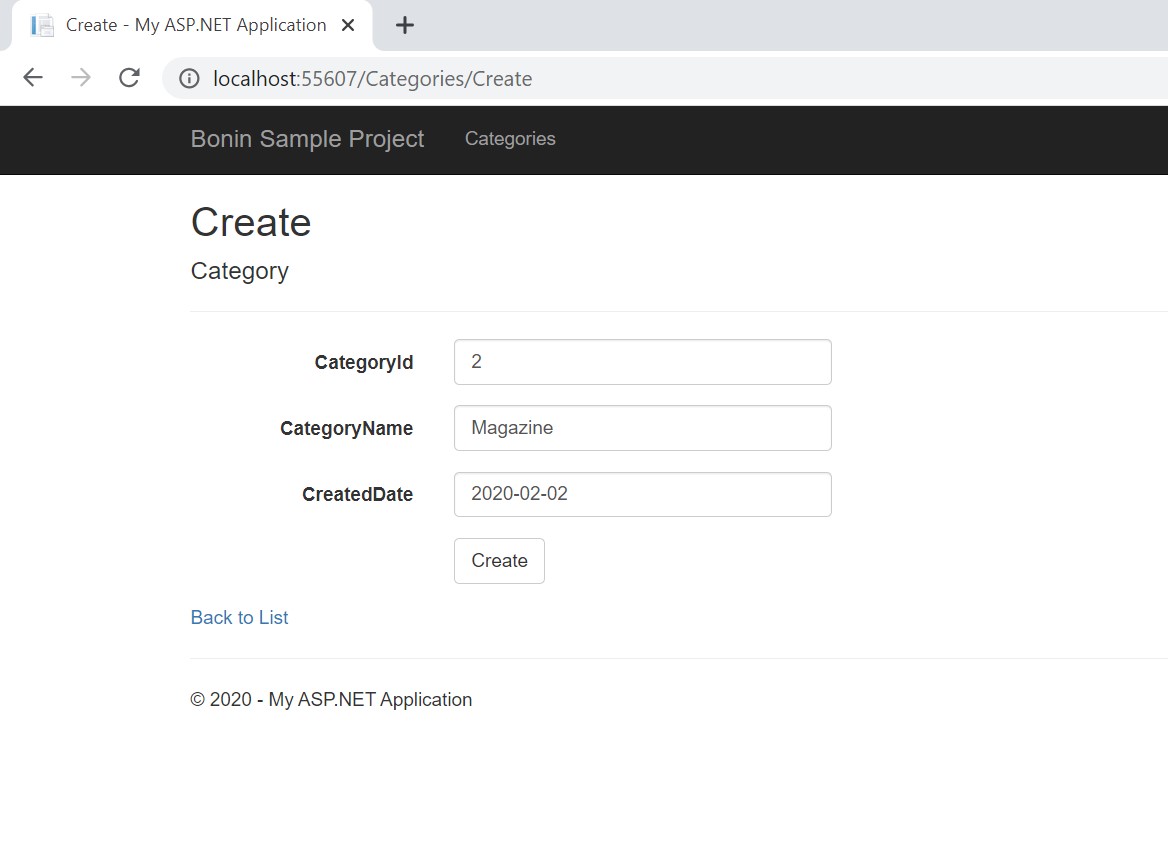 Create - My ASP.NET Application
localhost:55607/Categories/Create
Bonin Sample Project Categories
Create
Category
CategoryId 2
CategoryName Magazine
CreatedDate 2020-02-02
Create
Back to List
© 2020 - My ASP.NET Application